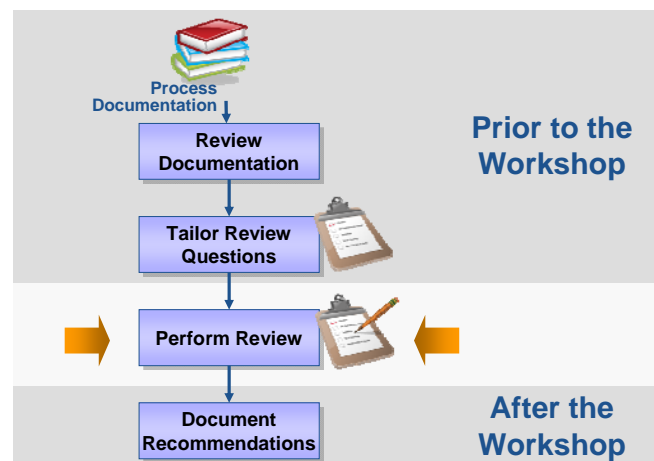 Process
Documentation
Review
Documentation
Prior to the
Workshop
Tailor Review
Questions
Perform Review
Document
Recommendations
After the
Workshop